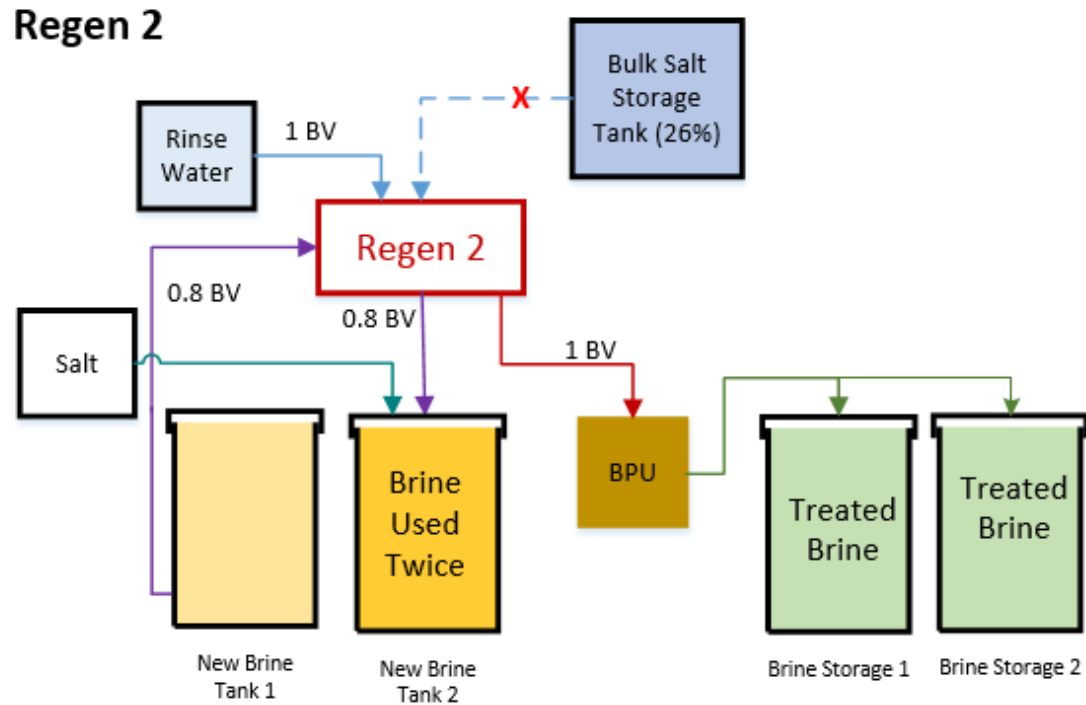 Regen 2
Bulk Salt
Storage
Tank (26%)
X
Rinse
Water
1 BV
Regen 2
0.8 BV
0.8 BV
Salt
1 BV
BPU
Brine
Used
Twice
Treated
Brine
Treated
Brine
New Brine
Tank 1
New Brine
Tank 2
Brine Storage 1
Brine Storage 2